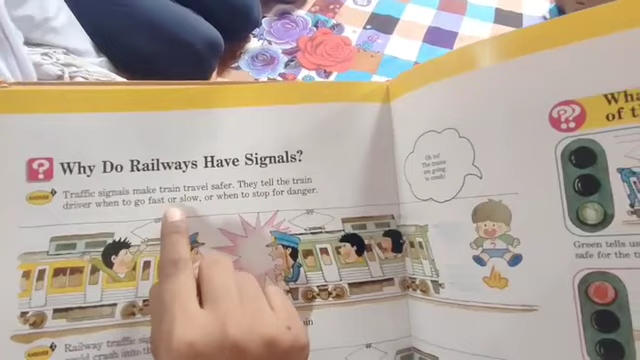 Why Do Railways Have Signals?
ANSWER
Traffic signals make train travel safer. They tell the train
driver when to go fast or slow, or when to stop for danger.
Oh no!
The trains
are going
to crash!
ANSWER
Railway traffic
of t
Green tells us
safe for the t